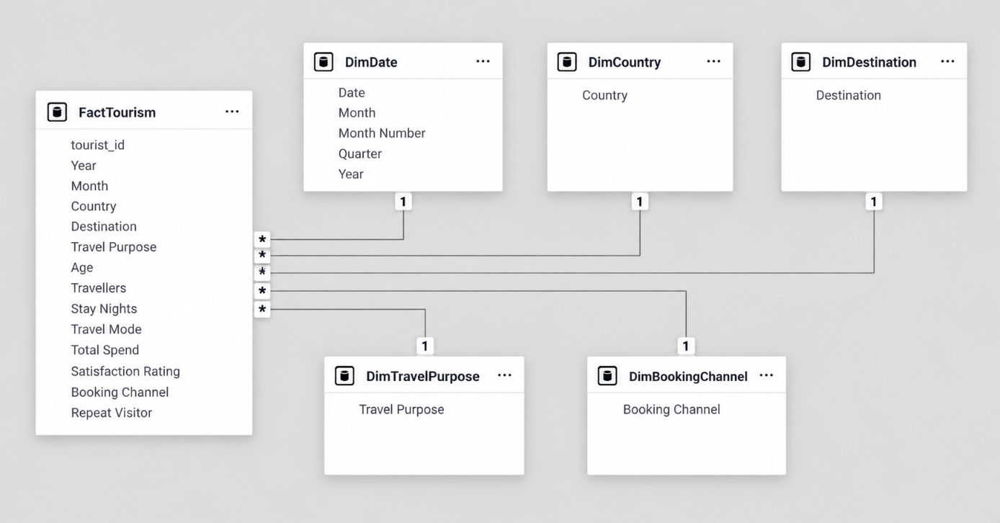 FactTourism
...
tourist_id
Year
Month
Country
Destination
Travel Purpose
Age
Travellers
Stay Nights
Travel Mode
Total Spend
Satisfaction Rating
Booking Channel
Repeat Visitor
DimDate
...
Date
Month
Month Number
Quarter
Year
1
DimCountry
...
Country
1
DimDestination
...
Destination
1
*
*
*
*
*
1
DimTravelPurpose
...
Travel Purpose
1
DimBookingChannel
...
Booking Channel